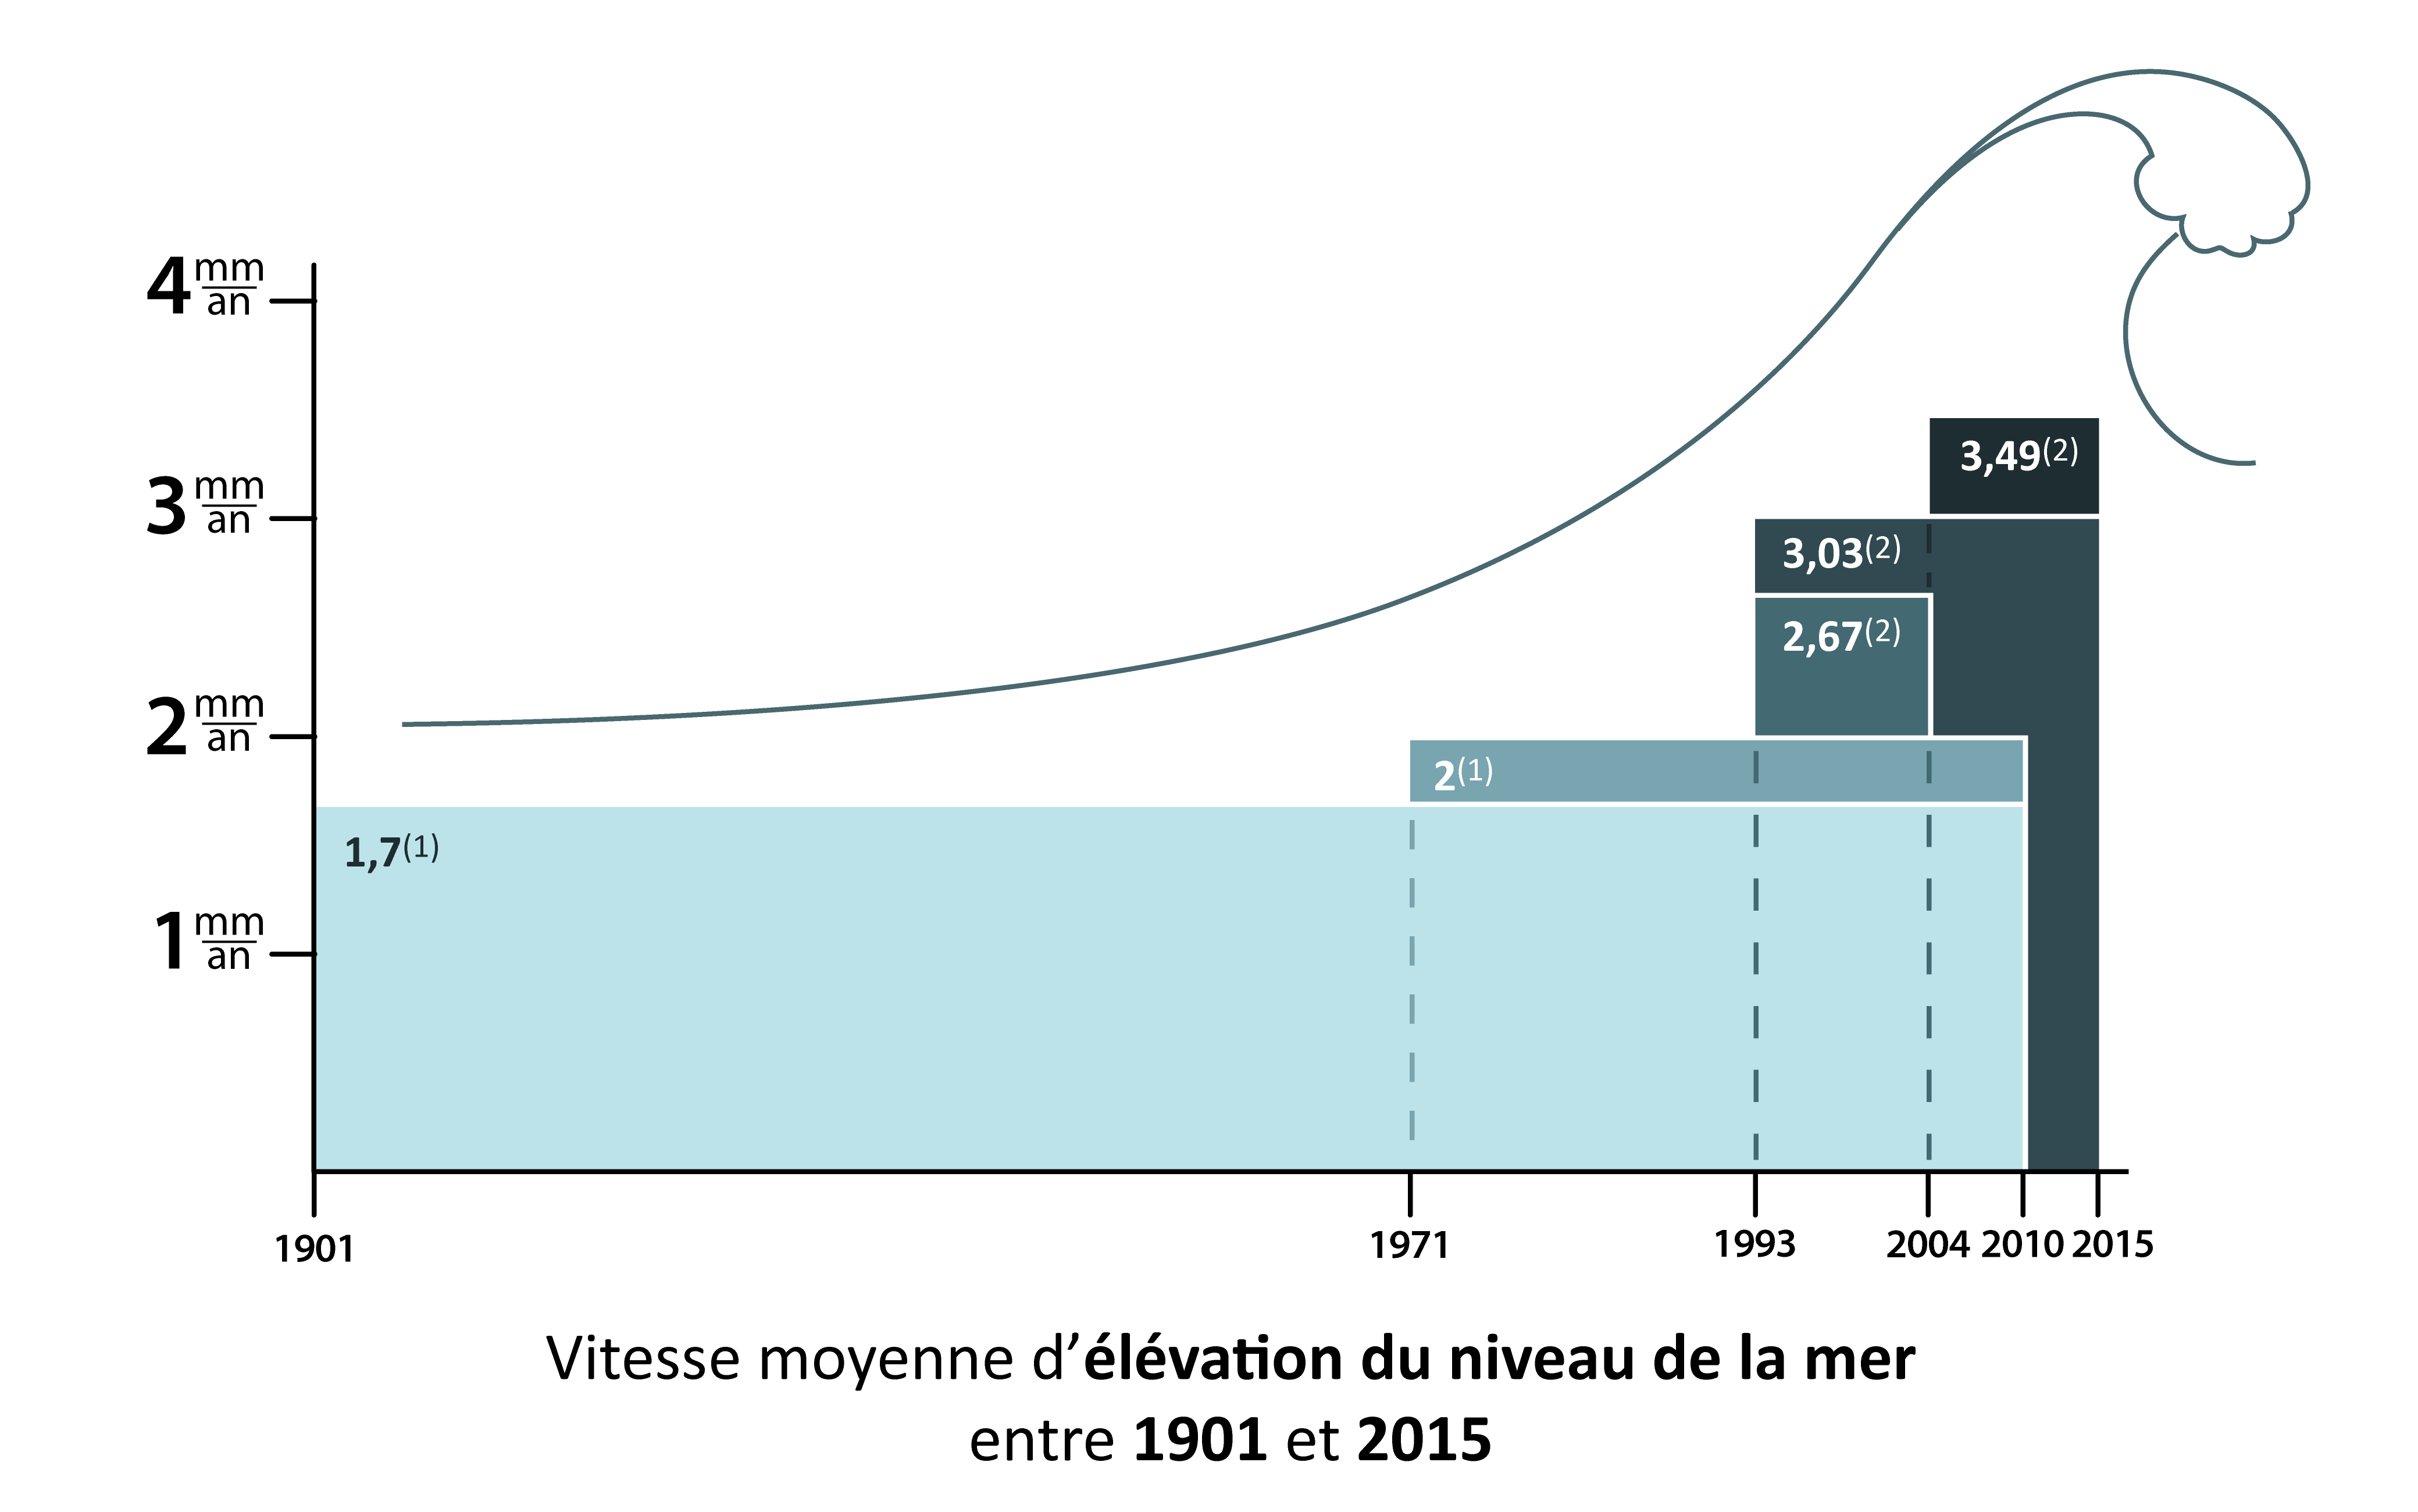 4 mm
an
3 mm
an
2 mm
an
1 mm
an
3,49(2)
3,03(2)
2,67(2)
2(1)
1,7(1)
1901 1971 1993 2004 2010 2015
Vitesse moyenne d’élévation du niveau de la mer
entre 1901 et 2015